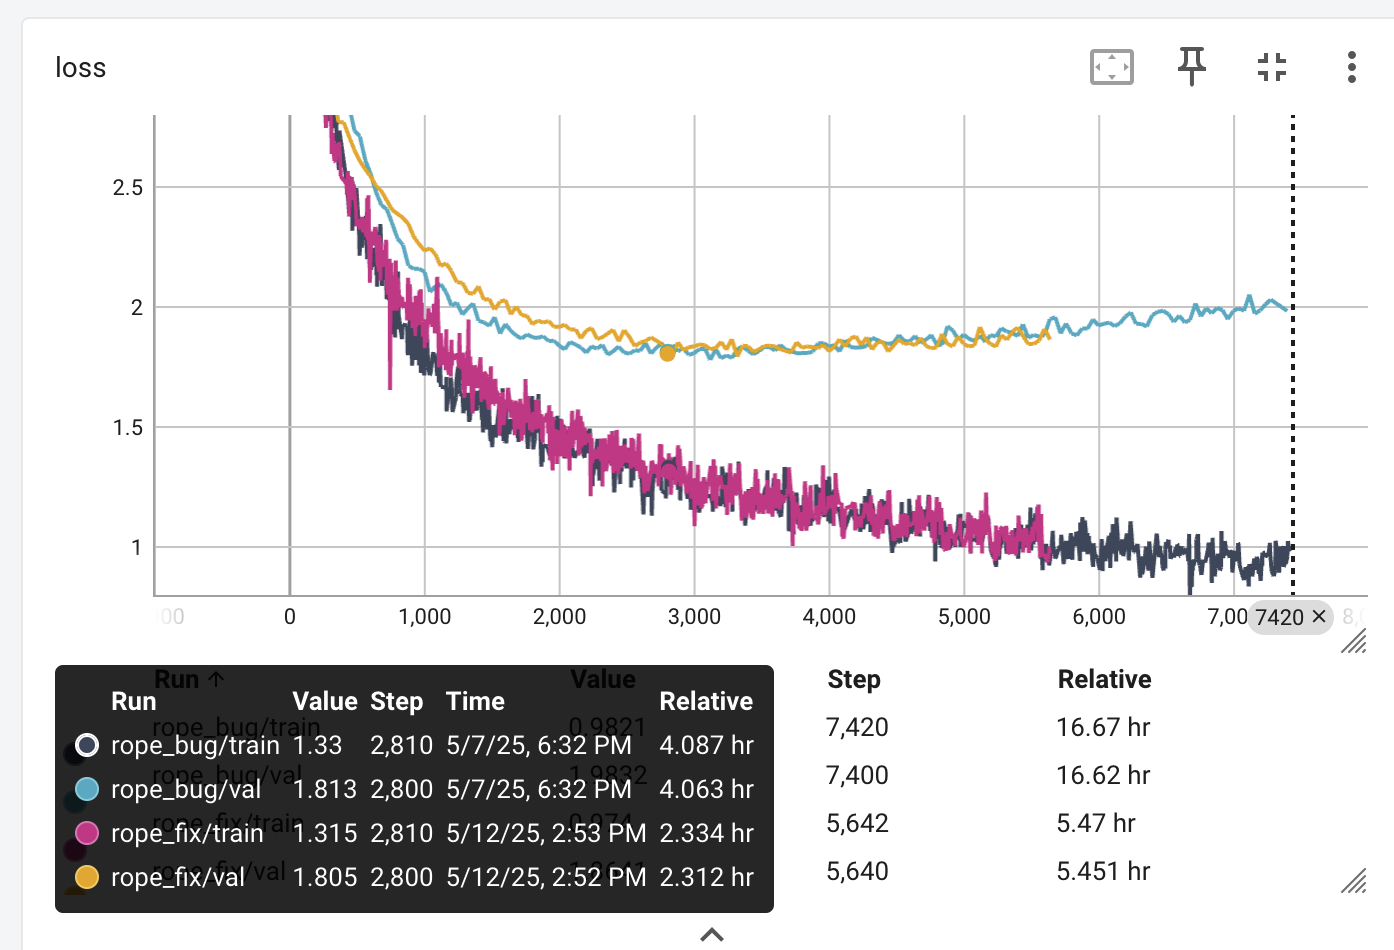 loss
2.5
2
1.5
1
00 0 1,000 2,000 3,000 4,000 5,000 6,000 7,00 7420 × 8,0
Run ↑ Value Step Relative
rope_bug/train 0.9821 7,420 16.67 hr
rope_bug/val 1.9832 7,400 16.62 hr
rope_fix/train 0.974 5,642 5.47 hr
rope_fix/val 5,640 5.451 hr
Run Value Step Time Relative
rope_bug/train 1.33 2,810 5/7/25, 6:32 PM 4.087 hr
rope_bug/val 1.813 2,800 5/7/25, 6:32 PM 4.063 hr
rope_fix/train 1.315 2,810 5/12/25, 2:53 PM 2.334 hr
rope_fix/val 1.805 2,800 5/12/25, 2:52 PM 2.312 hr